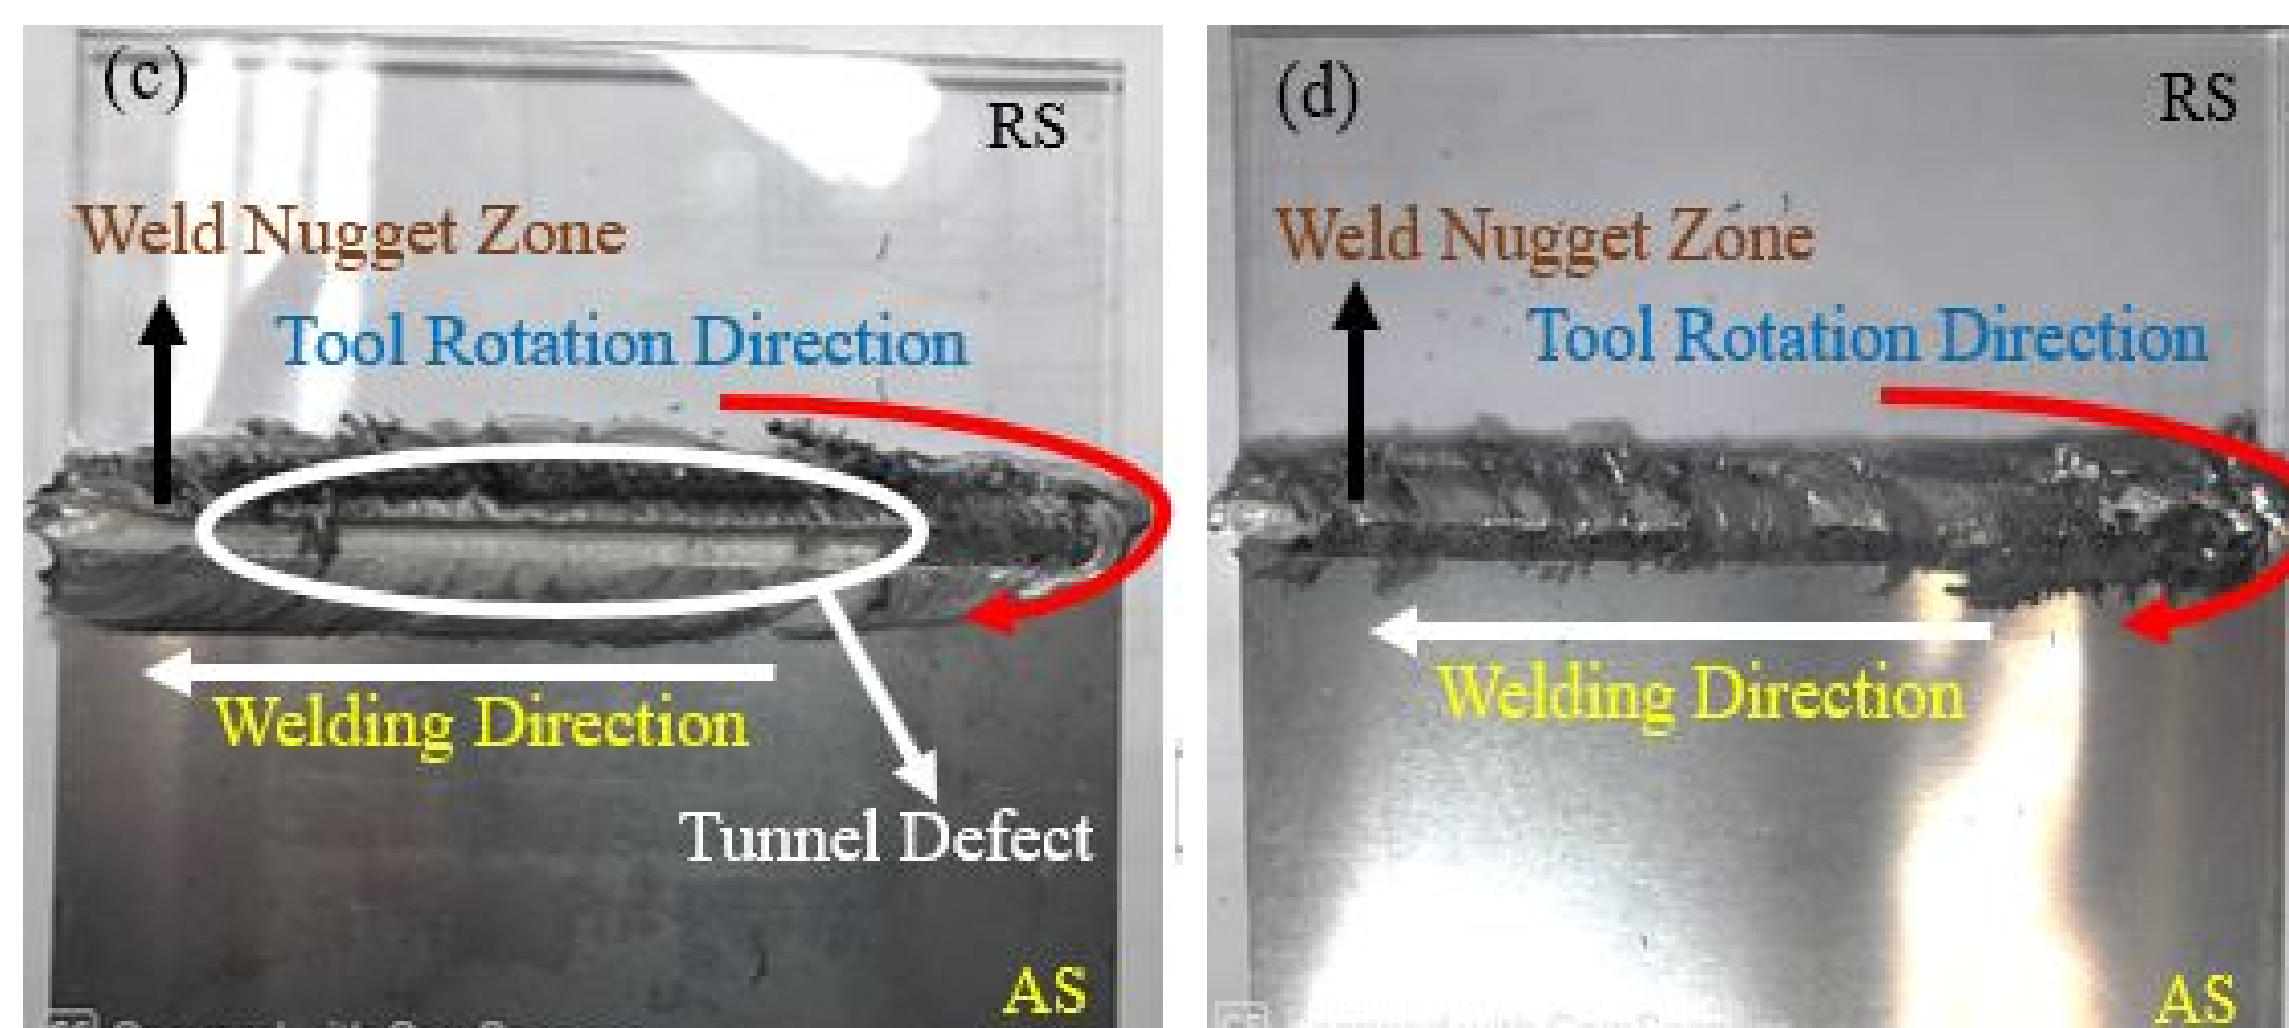 (c)
RS
Weld Nugget Zone
Tool Rotation Direction
Welding Direction
Tunnel Defect
AS
(d)
RS
Weld Nugget Zone
Tool Rotation Direction
Welding Direction
AS